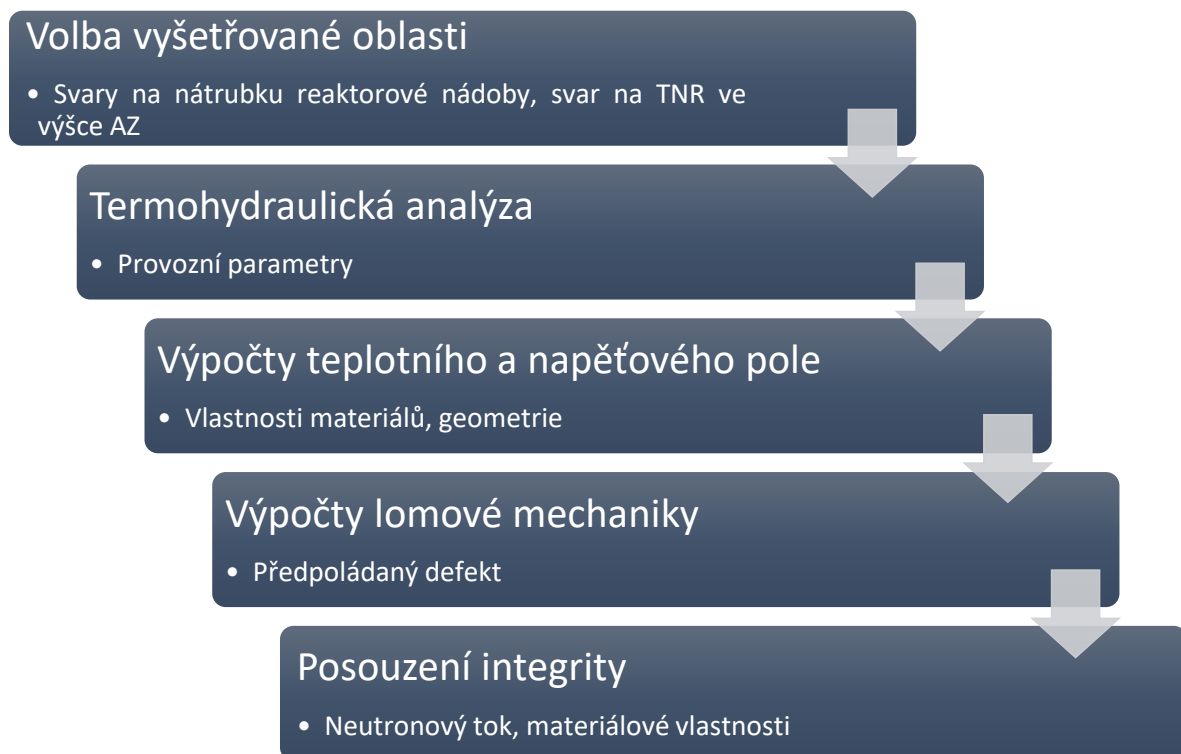 Volba vyšetřované oblasti
• Svary na nátrubku reaktorové nádoby, svar na TNR ve
výšce AZ
Termohydraulická analýza
• Provozní parametry
Výpočty teplotního a napěťového pole
• Vlastnosti materiálů, geometrie
Výpočty lomové mechaniky
• Předpoládaný defekt
Posouzení integrity
• Neutronový tok, materiálové vlastnosti